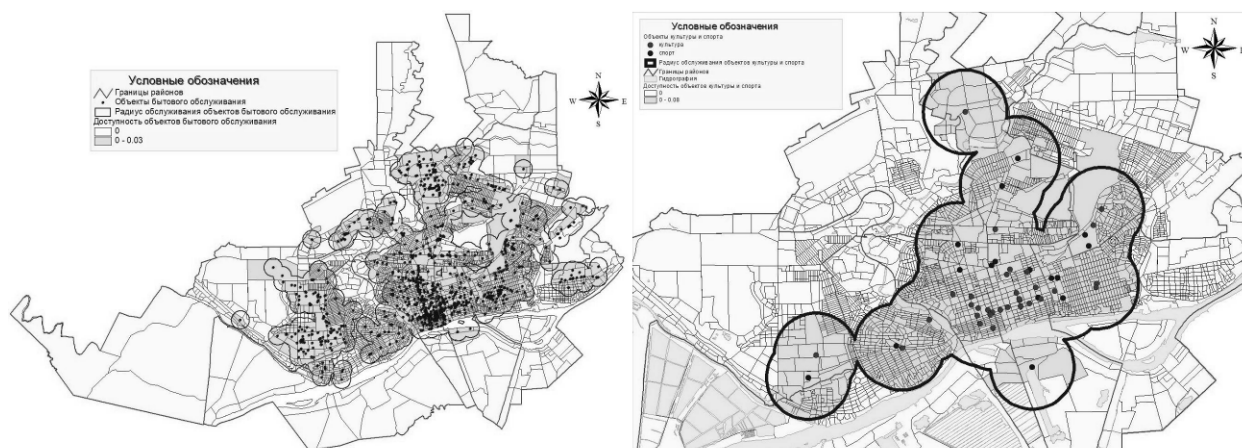 Условные обозначения
Границы районов
Объекты бытового обслуживания
Радиус обслуживания объектов бытового обслуживания
Доступность объектов бытового обслуживания
0
0 - 0.03
N
W E
S
Условные обозначения
Объекты культуры и спорта
культура
спорт
Радиус обслуживания объектов культуры и спорта
Границы районов
Гидрография
Доступность объектов культуры и спорта
0
0 - 0.08
N
W E
S